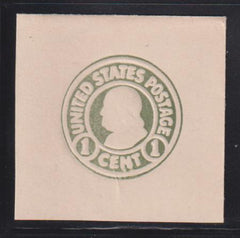 UNITED STATES POSTAGE
1 CENT 1